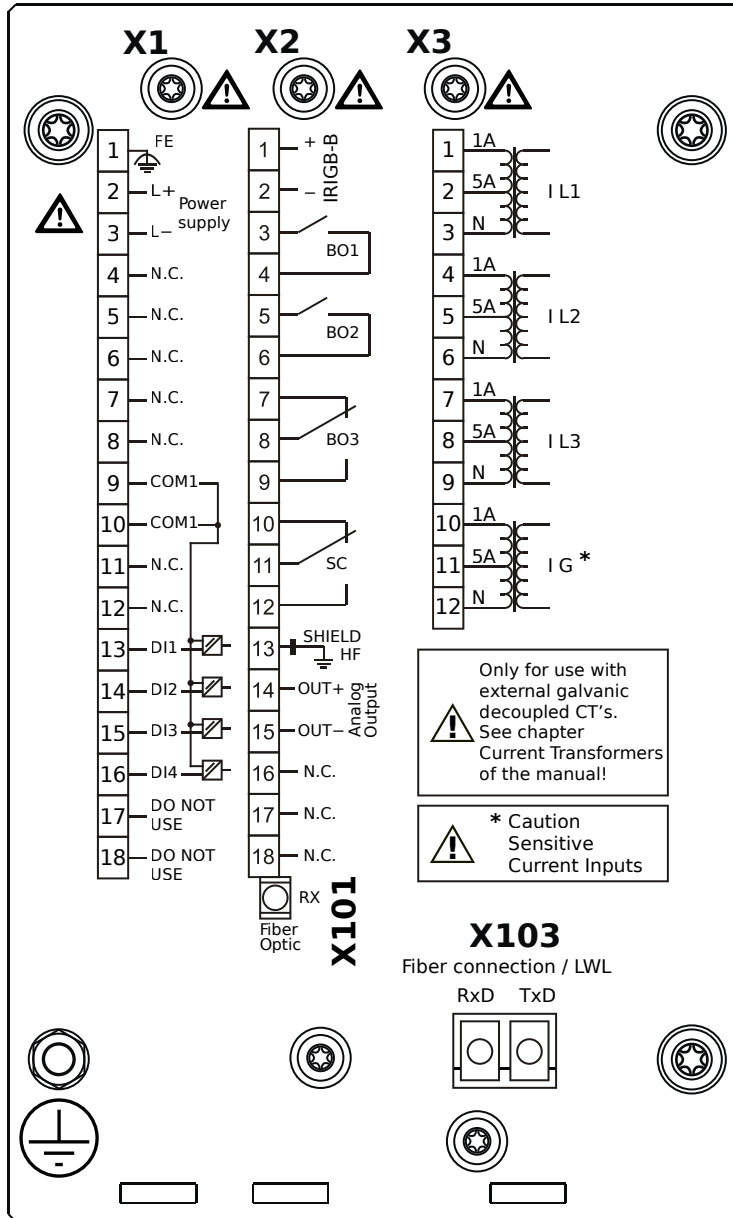 X1
X2
X3
1 FE
2 L+
Power
supply
3 L−
4 N.C.
5 N.C.
6 N.C.
7 N.C.
8 N.C.
9 COM1
10 COM1
11 N.C.
12 N.C.
13 DI1
14 DI2
15 DI3
16 DI4
17 DO NOT
USE
18 DO NOT
USE
1 +
IRIGB-B
2 −
3
BO1
4
5
BO2
6
7
8 BO3
9
10
11 SC
12
13 SHIELD
HF
14 OUT+
15 OUT−
Analog
Output
16 N.C.
17 N.C.
18 N.C.
RX
Fiber
Optic
X101
1 1A
2 5A I L1
3 N
4 1A
5 5A I L2
6 N
7 1A
8 5A I L3
9 N
10 1A
11 5A I G *
12 N
Only for use with
external galvanic
decoupled CT's.
See chapter
Current Transformers
of the manual!
* Caution
Sensitive
Current Inputs
X103
Fiber connection / LWL
RxD TxD